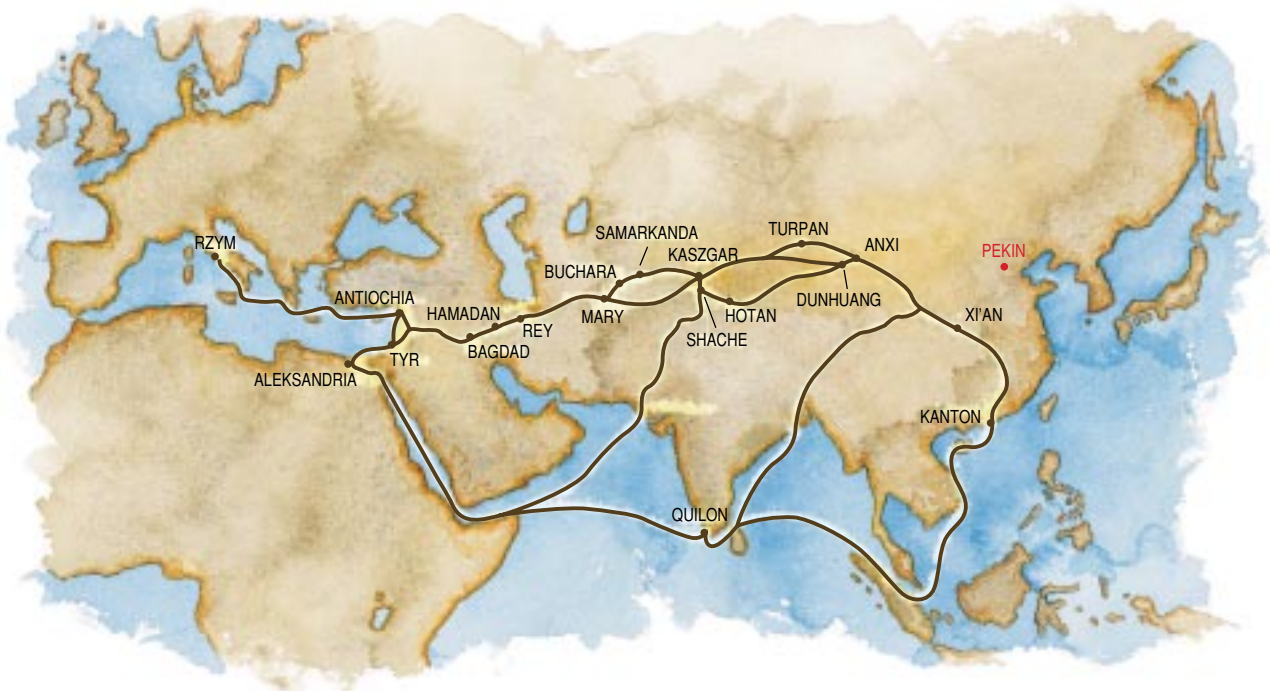 RZYM
SAMARKANDA
TURPAN
ANXI
KASZGAR
PEKIN
BUCHARA
ANTIOCHIA
HAMADAN
DUNHUANG
MARY
HOTAN
XI'AN
REY
SHACHE
BAGDAD
TYR
ALEKSANDRIA
KANTON
QUILON